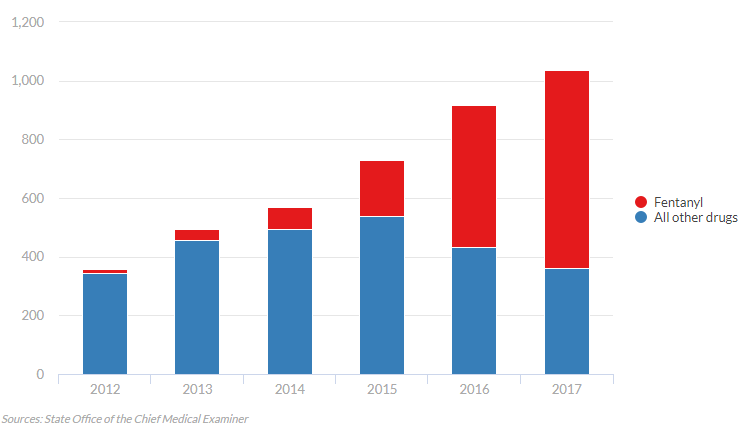 1,200
1,000
800
600
400
200
0
2012 2013 2014 2015 2016 2017
Fentanyl
All other drugs
Sources: State Office of the Chief Medical Examiner